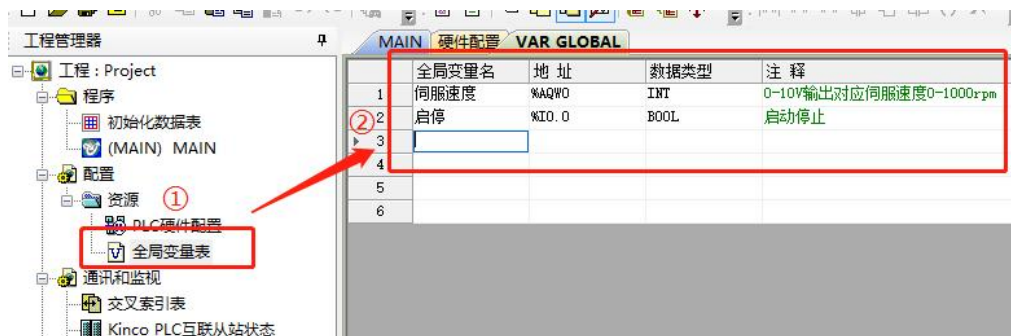 工程管理器
MAIN 硬件配置 VAR GLOBAL
工程：Project
程序
初始化数据表
(MAIN) MAIN
配置
资源 ①
PLC硬件配置
全局变量表
通讯和监视
交叉索引表
Kinco PLC互联从站状态
②
全局变量名 地 址 数据类型 注 释
1 伺服速度 %AQW0 INT 0-10V输出对应伺服速度0-1000rpm
2 启停 %I0.0 BOOL 启动停止
3
4
5
6